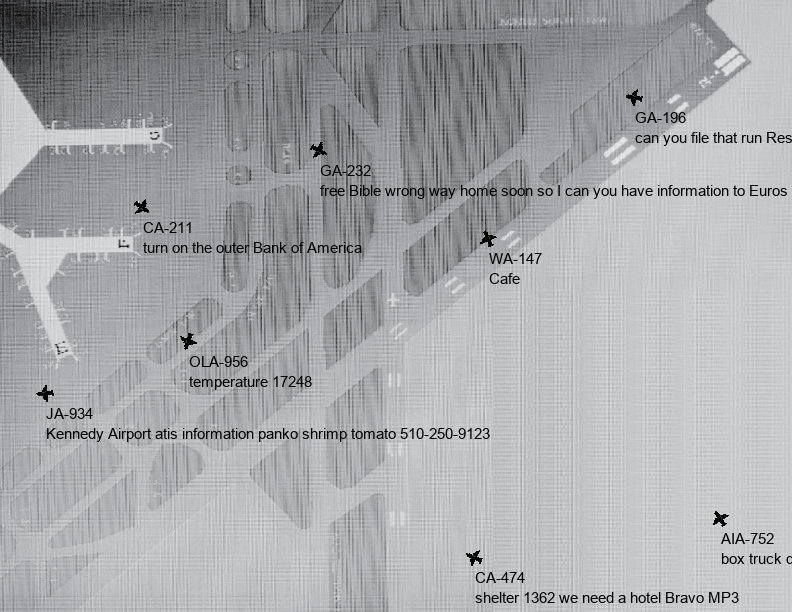 GA-196
can you file that run Res
GA-232
free Bible wrong way home soon so I can you have information to Euros
CA-211
turn on the outer Bank of America
WA-147
Cafe
OLA-956
temperature 17248
JA-934
Kennedy Airport atis information panko shrimp tomato 510-250-9123
AIA-752
box truck
CA-474
shelter 1362 we need a hotel Bravo MP3